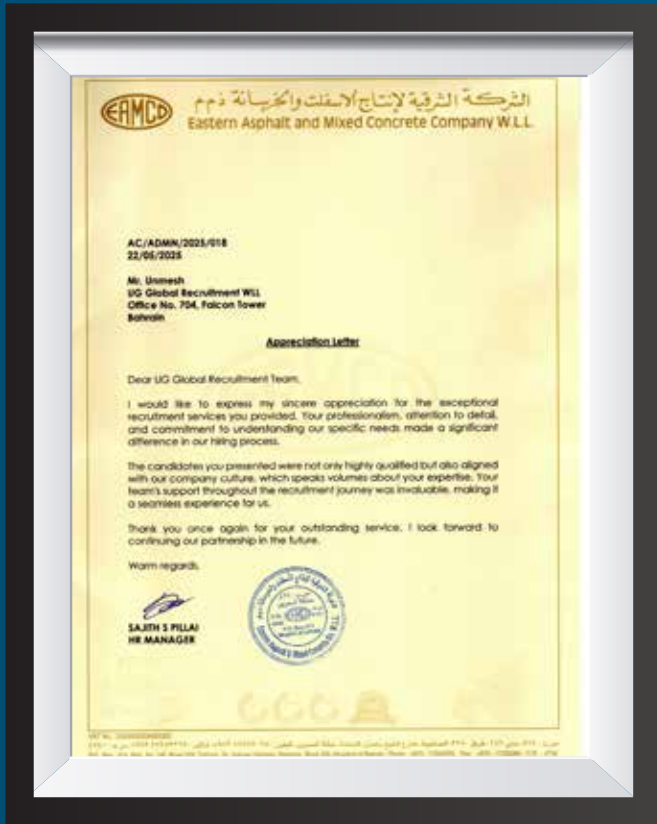 EAMCO
الشركة الشرقية لإنتاج الأسفلت والخرسانة ذ.م.م
Eastern Asphalt and Mixed Concrete Company W.L.L.
AC/ADMN/2025/018
22/05/2025
Mr. Unmesh
UG Global Recruitment WLL
Office No. 704, Falcon Tower
Bahrain
Appreciation Letter
Dear UG Global Recruitment Team,
I would like to express my sincere appreciation for the exceptional
recruitment services you provided. Your professionalism, attention to detail,
and commitment to understanding our specific needs made a significant
difference in our hiring process.
The candidates you presented were not only highly qualified but also aligned
with our company culture, which speaks volumes about your expertise. Your
team's support throughout the recruitment journey was invaluable, making it
a seamless experience for us.
Thank you once again for your outstanding service. I look forward to
continuing our partnership in the future.
Warm regards,
SAJITH S PILLAI
HR MANAGER